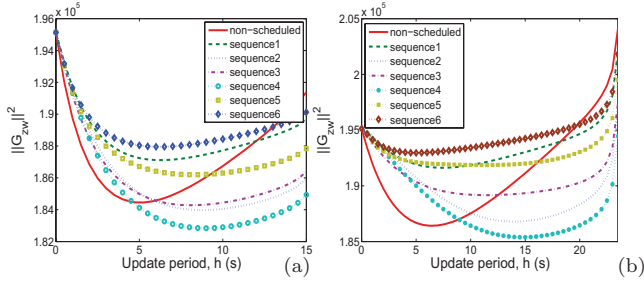 x 10^5
1.96
1.94
1.92
1.9
1.88
1.86
1.84
1.82
||G_zw||^2
0
5
10
15
Update period, h (s)
(a)
non-scheduled
sequence1
sequence2
sequence3
sequence4
sequence5
sequence6
x 10^5
2.05
2
1.95
1.9
1.85
||G_zw||^2
0
5
10
15
20
Update period, h (s)
(b)
non-scheduled
sequence1
sequence2
sequence3
sequence4
sequence5
sequence6